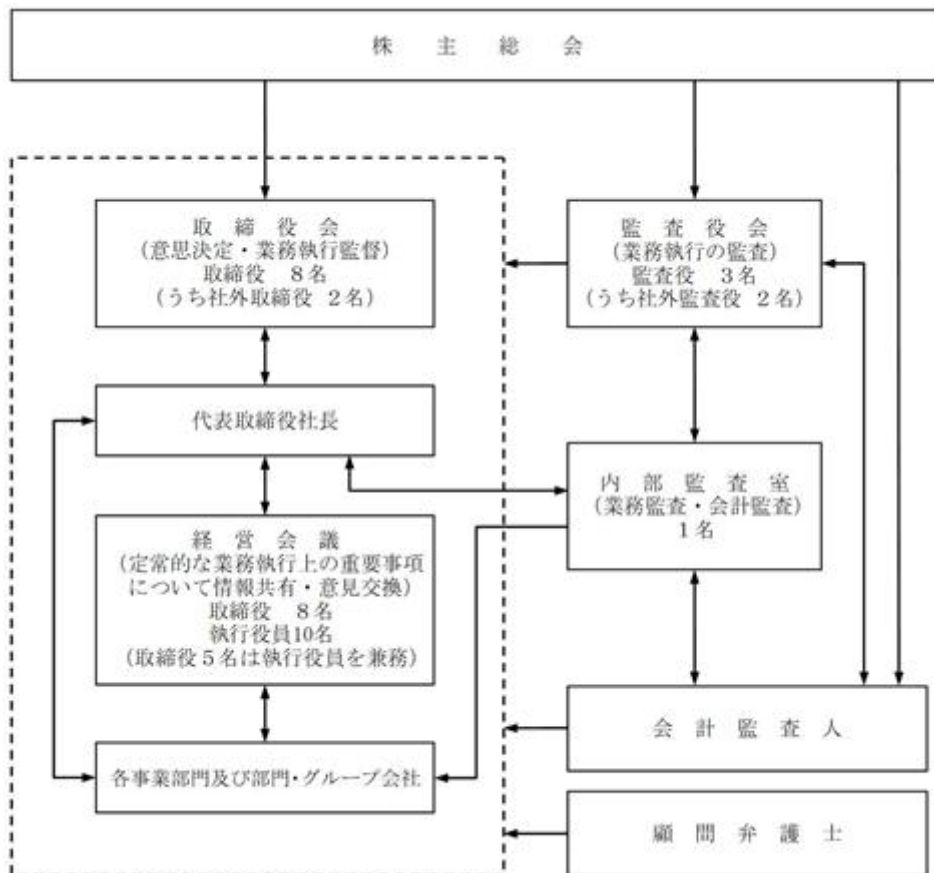 株主総会
取締役会
(意思決定・業務執行監督)
取締役 8名
(うち社外取締役 2名)
監査役会
(業務執行の監査)
監査役 3名
(うち社外監査役 2名)
代表取締役社長
内部監査室
(業務監査・会計監査)
1名
経営会議
(定常的な業務執行上の重要事項
について情報共有・意見交換)
取締役 8名
執行役員10名
(取締役5名は執行役員を兼務)
会計監査人
各事業部門及び部門・グループ会社
顧問弁護士